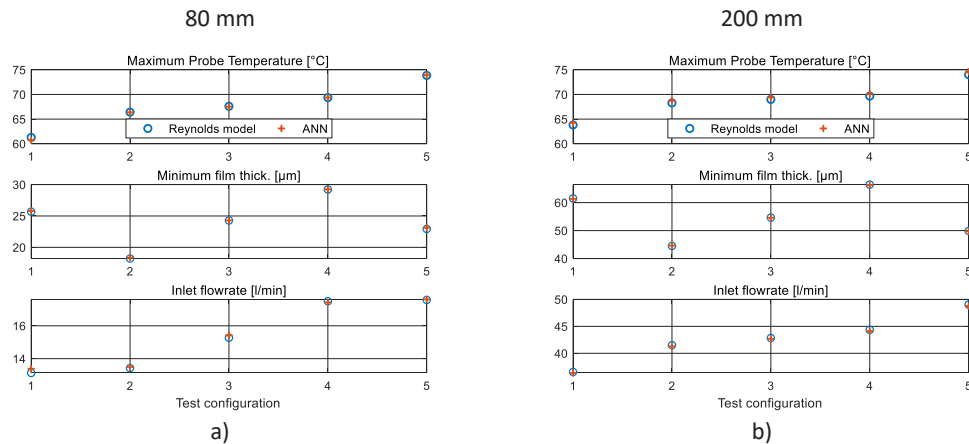 80 mm
Maximum Probe Temperature [°C]
75
70
65
60
Reynolds model
ANN
1 2 3 4 5
Minimum film thick. [µm]
30
25
20
1 2 3 4 5
Inlet flowrate [l/min]
16
14
1 2 3 4 5
Test configuration
a)
200 mm
Maximum Probe Temperature [°C]
75
70
65
60
Reynolds model
ANN
1 2 3 4 5
Minimum film thick. [µm]
60
50
40
1 2 3 4 5
Inlet flowrate [l/min]
50
45
40
1 2 3 4 5
Test configuration
b)